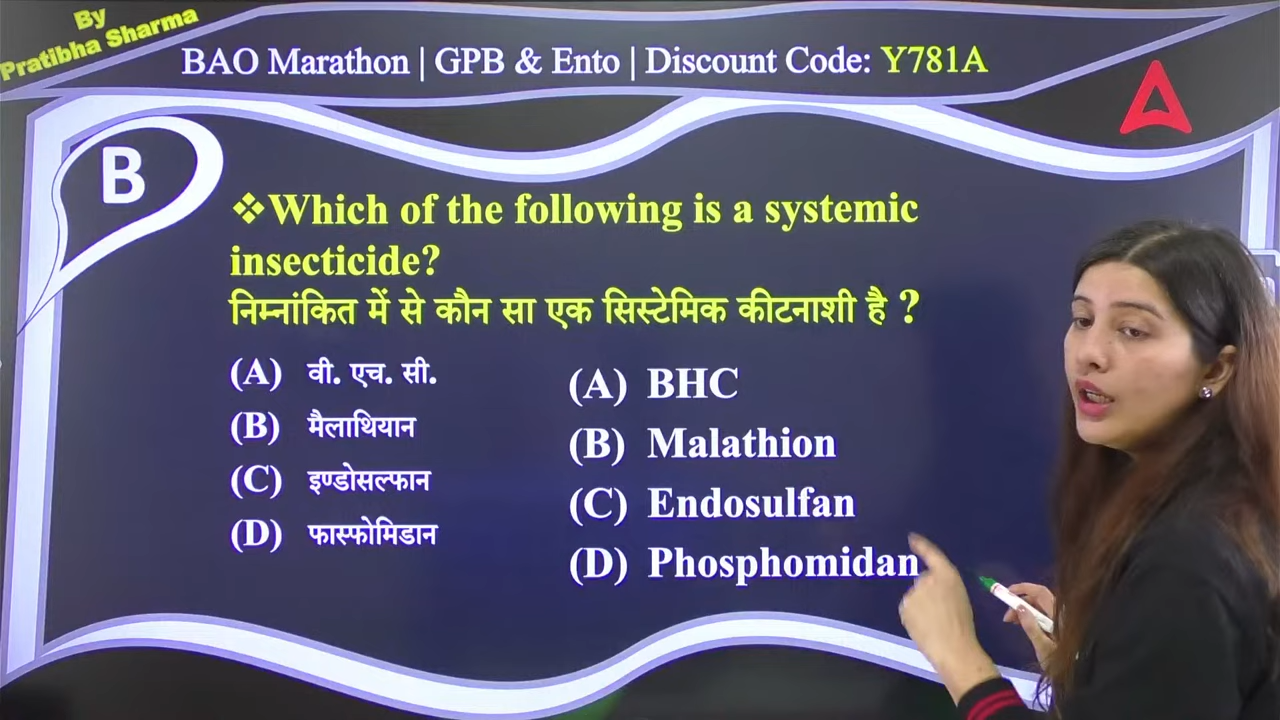 By
Pratibha Sharma
BAO Marathon | GPB & Ento | Discount Code: Y781A
B
❖Which of the following is a systemic
insecticide?
निम्नांकित में से कौन सा एक सिस्टेमिक कीटनाशी है ?
(A) वी. एच. सी.
(B) मैलाथियान
(C) इण्डोसल्फान
(D) फास्फोमिडान
(A) BHC
(B) Malathion
(C) Endosulfan
(D) Phosphomidan